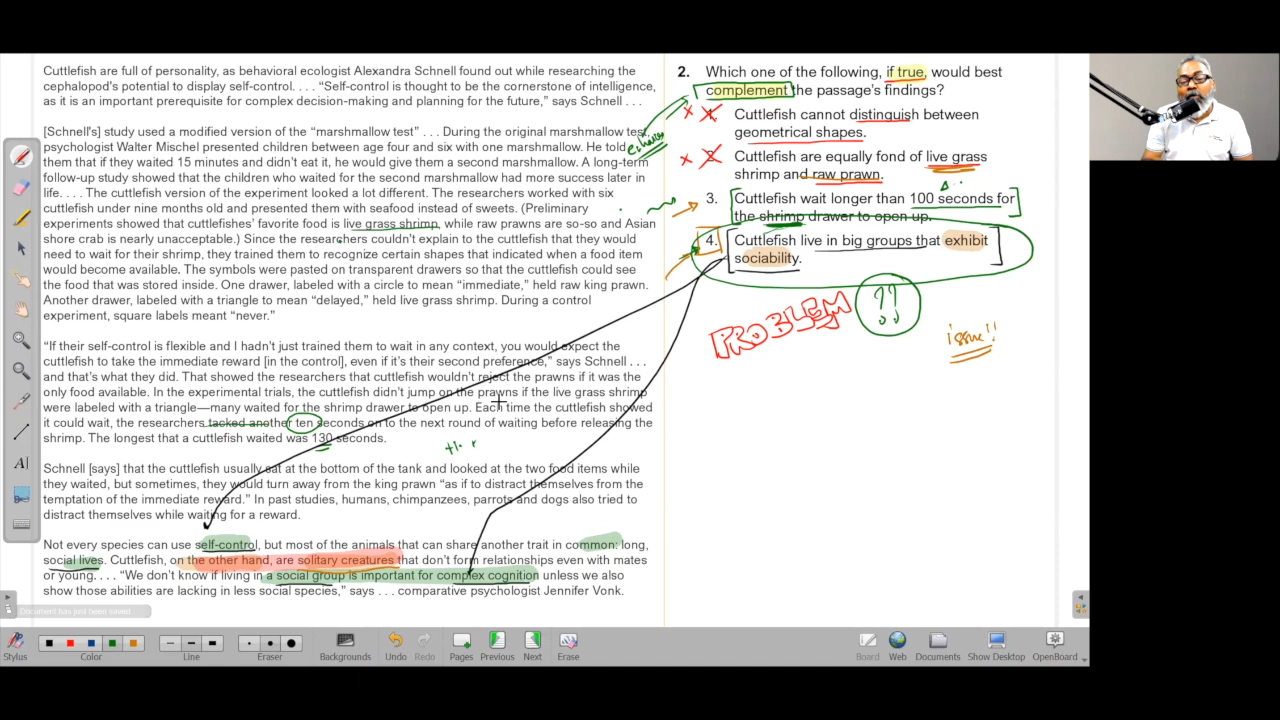 Cuttlefish are full of personality, as behavioral ecologist Alexandra Schnell found out while researching the
cephalopod's potential to display self-control. . . . "Self-control is thought to be the cornerstone of intelligence,
as it is an important prerequisite for complex decision-making and planning for the future," says Schnell . . .
[Schnell's] study used a modified version of the "marshmallow test" . . . During the original marshmallow test,
psychologist Walter Mischel presented children between age four and six with one marshmallow. He told
them that if they waited 15 minutes and didn't eat it, he would give them a second marshmallow. A long-term
follow-up study showed that the children who waited for the second marshmallow had more success later in
life. . . . The cuttlefish version of the experiment looked a lot different. The researchers worked with six
cuttlefish under nine months old and presented them with seafood instead of sweets. (Preliminary
experiments showed that cuttlefishes' favorite food is live grass shrimp, while raw prawns are so-so and Asian
shore crab is nearly unacceptable.) Since the researchers couldn't explain to the cuttlefish that they would
need to wait for their shrimp, they trained them to recognize certain shapes that indicated when a food item
would become available. The symbols were pasted on transparent drawers so that the cuttlefish could see
the food that was stored inside. One drawer, labeled with a circle to mean "immediate," held raw king prawn.
Another drawer, labeled with a triangle to mean "delayed," held live grass shrimp. During a control
experiment, square labels meant "never."
"If their self-control is flexible and I hadn't just trained them to wait in any context, you would expect the
cuttlefish to take the immediate reward [in the control], even if it's their second preference," says Schnell . . .
and that's what they did. That showed the researchers that cuttlefish wouldn't reject the prawns if it was the
only food available. In the experimental trials, the cuttlefish didn't jump on the prawns if the live grass shrimp
were labeled with a triangle—many waited for the shrimp drawer to open up. Each time the cuttlefish showed
it could wait, the researchers tacked another ten seconds on to the next round of waiting before releasing the
shrimp. The longest that a cuttlefish waited was 130 seconds.
Schnell [says] that the cuttlefish usually sat at the bottom of the tank and looked at the two food items while
they waited, but sometimes, they would turn away from the king prawn "as if to distract themselves from the
temptation of the immediate reward." In past studies, humans, chimpanzees, parrots and dogs also tried to
distract themselves while waiting for a reward.
Not every species can use self-control, but most of the animals that can share another trait in common: long,
social lives. Cuttlefish, on the other hand, are solitary creatures that don't form relationships even with mates
or young. . . . "We don't know if living in a social group is important for complex cognition unless we also
show those abilities are lacking in less social species," says . . . comparative psychologist Jennifer Vonk.
Document has just been saved.
2. Which one of the following, if true, would best
complement the passage's findings?
1. Cuttlefish cannot distinguish between
geometrical shapes.
2. Cuttlefish are equally fond of live grass
shrimp and raw prawn.
3. Cuttlefish wait longer than 100 seconds for
the shrimp drawer to open up.
4. Cuttlefish live in big groups that exhibit
sociability.
PROBLEM
??
issue!!
Stylus Color Line Eraser Backgrounds Undo Redo Pages Previous Next Erase Board Web Documents Show Desktop OpenBoard